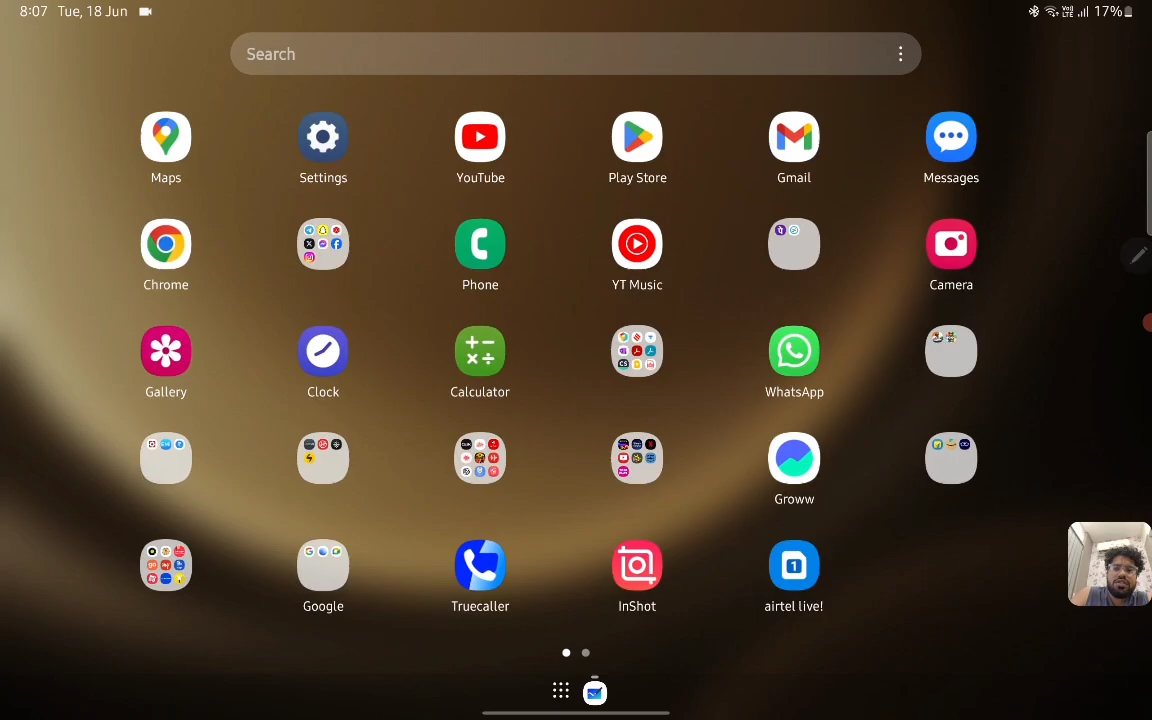 8:07 Tue, 18 Jun
17%
Search
Maps
Settings
YouTube
Play Store
Gmail
Messages
Chrome
Phone
YT Music
Camera
Gallery
Clock
Calculator
WhatsApp
Groww
Google
Truecaller
InShot
airtel live!